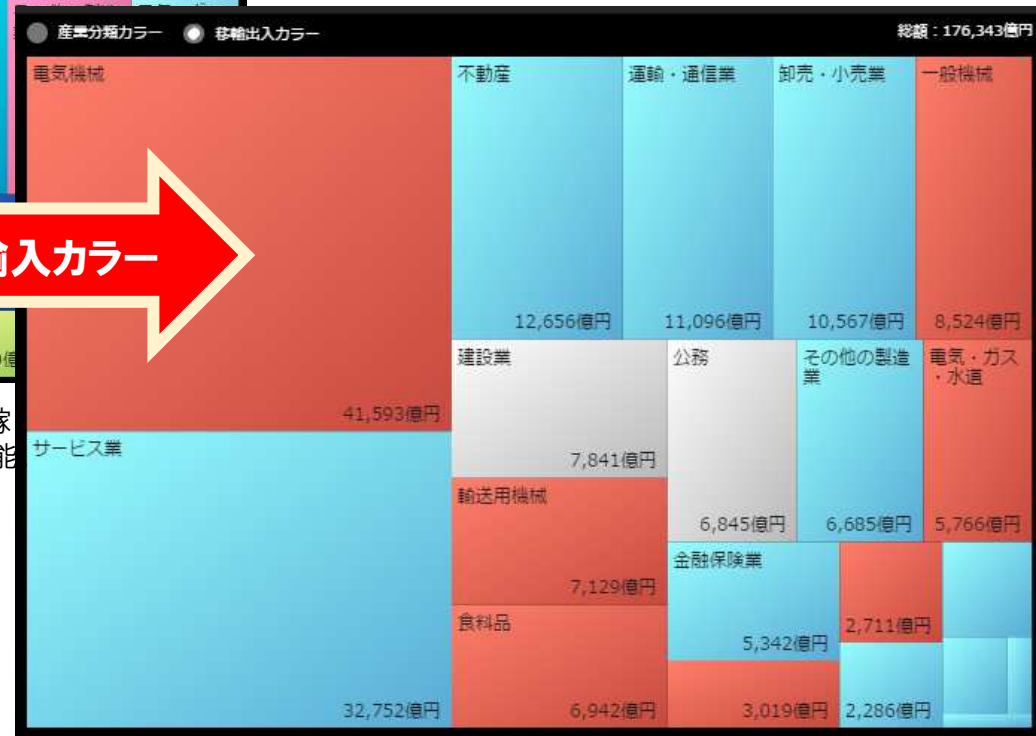 産業分類カラー
移輸出入カラー
総額：176,343億円
電気機械
41,593億円
不動産
12,656億円
運輸・通信業
11,096億円
卸売・小売業
10,567億円
一般機械
8,524億円
入カラー
建設業
7,841億円
公務
6,845億円
その他の製造
業
6,685億円
電気・ガス
・水道
5,766億円
サービス業
32,752億円
輸送用機械
7,129億円
食料品
6,942億円
金融保険業
5,342億円
3,019億円
2,711億円
2,286億円
能